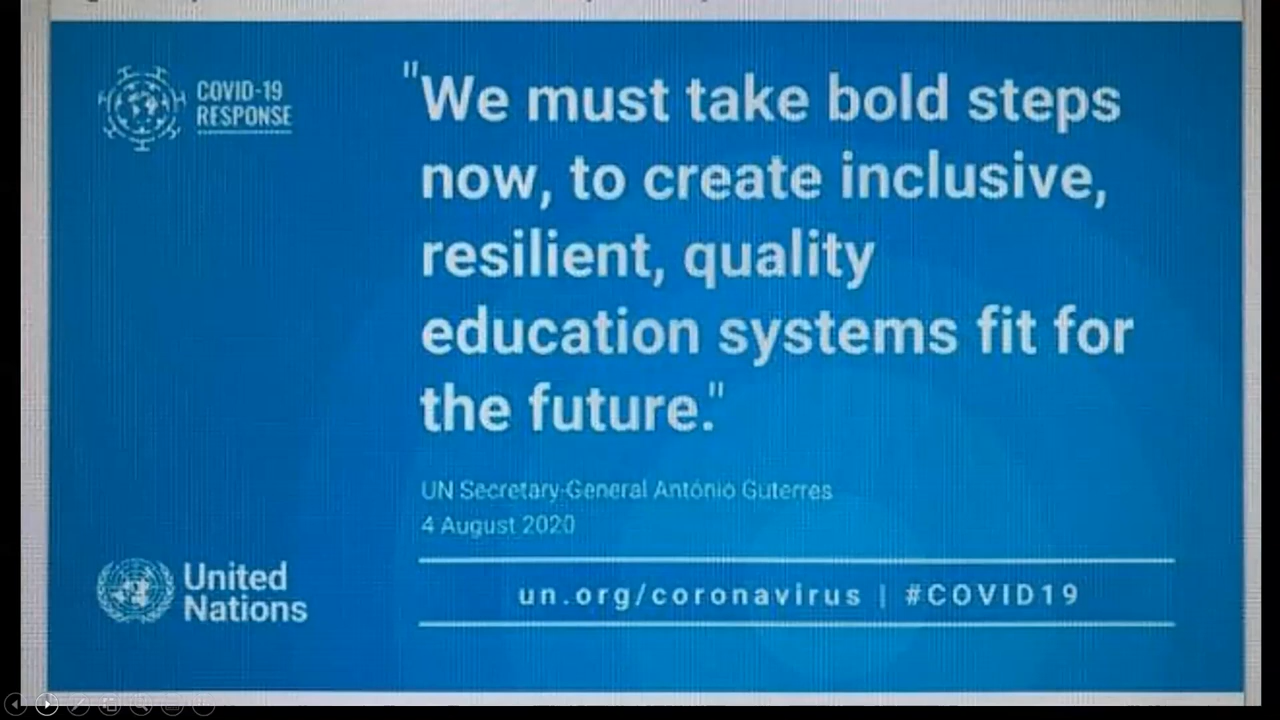 COVID-19
RESPONSE
"We must take bold steps
now, to create inclusive,
resilient, quality
education systems fit for
the future."
UN Secretary-General António Guterres
4 August 2020
United
Nations
un.org/coronavirus | #COVID19